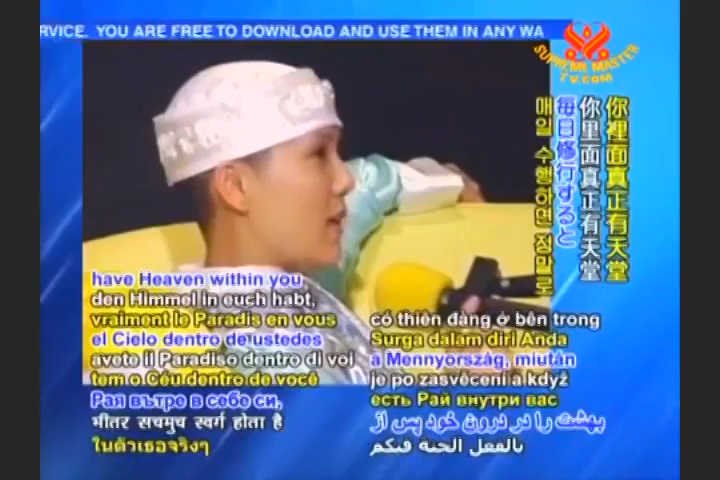 RVICE. YOU ARE FREE TO DOWNLOAD AND USE THEM IN ANY WA
SUPREME MASTER
TV.COM
你裡面真正有天堂
你里面真正有天堂
毎日修行すると
매일 수행하면 정말로
have Heaven within you
den Himmel in euch habt,
vraiment le Paradis en vous
el Cielo dentro de ustedes
avete il Paradiso dentro di voi
tem o Céu dentro de você
Рая вътре в себе си,
भीतर सचमुच स्वर्ग होता है
ในตัวเธอจริงๆ
có thiên đàng ở bên trong
Surga dalam diri Anda
a Mennyország, miután
je po zasvěcení a když
есть Рай внутри вас
بهشت را در درون خود پس از
بالفعل الجنة فيكم